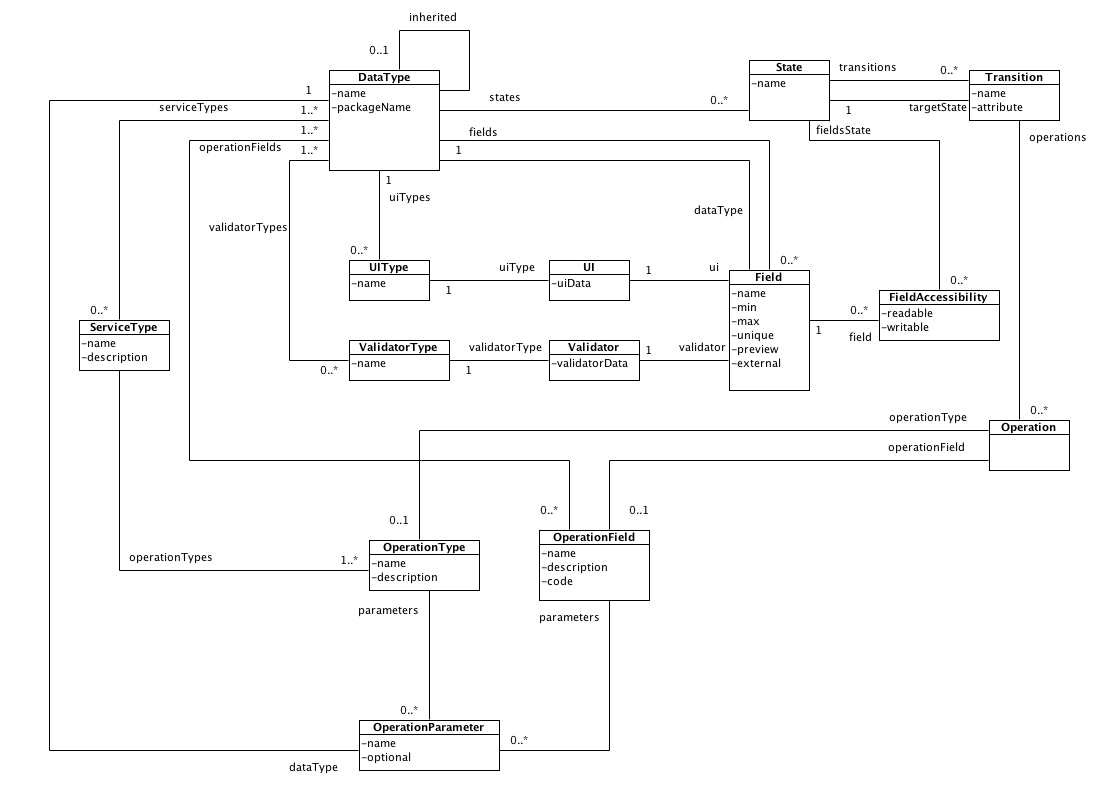 inherited
0..1
DataType
−name
−packageName
1
serviceTypes
1..*
1..*
operationFields
1..*
validatorTypes
states
0..*
fields
1
1
uiTypes
State
−name
transitions
0..*
1
targetState
Transition
−name
−attribute
fieldsState
operations
dataType
0..*
UIType
−name
uiType
1
UI
−uiData
1
ui
0..*
Field
−name
−min
−max
−unique
−preview
−external
0..*
FieldAccessibility
−readable
−writable
0..*
1
field
0..*
ServiceType
−name
−description
ValidatorType
−name
0..*
validatorType
1
Validator
−validatorData
1
validator
operationType
0..*
Operation
operationField
0..1
0..*
0..1
operationTypes
1..*
OperationType
−name
−description
OperationField
−name
−description
−code
parameters
parameters
0..*
OperationParameter
−name
−optional
0..*
dataType